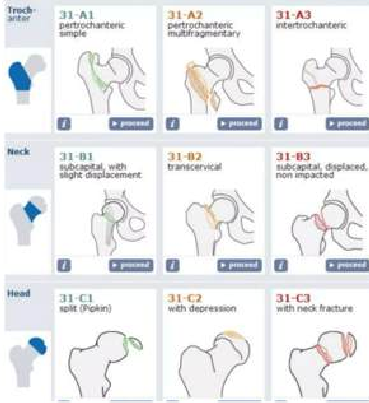 Troch-
anter
31-A1
pertrochanteric
simple
31-A2
pertrochanteric
multifragmentary
31-A3
intertrochanteric
i
▸ proceed
i
▸ proceed
i
▸ proceed
Neck
31-B1
subcapital, with
slight displacement
31-B2
transcervical
31-B3
subcapital, displaced,
non impacted
i
▸ proceed
i
▸ proceed
i
▸ proceed
Head
31-C1
split (Pipkin)
31-C2
with depression
31-C3
with neck fracture